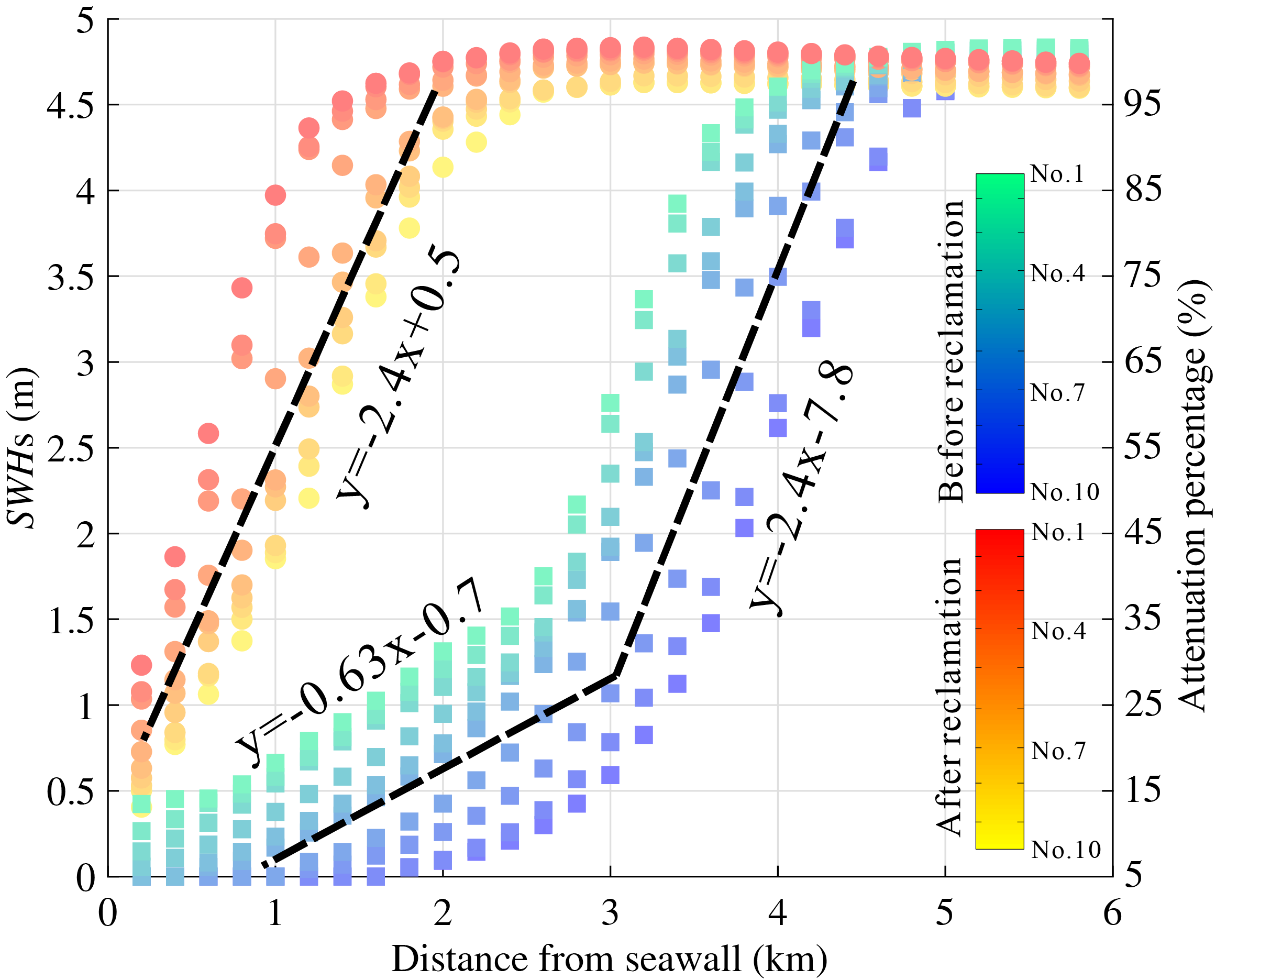 5
4.5
4
3.5
3
2.5
2
1.5
1
0.5
0
SWHs (m)
0 1 2 3 4 5 6
Distance from seawall (km)
95
85
75
65
55
45
35
25
15
5
Attenuation percentage (%)
y=-2.4x+0.5
y=-0.63x-0.7
y=-2.4x-7.8
Before reclamation
No.1
No.4
No.7
No.10
After reclamation
No.1
No.4
No.7
No.10